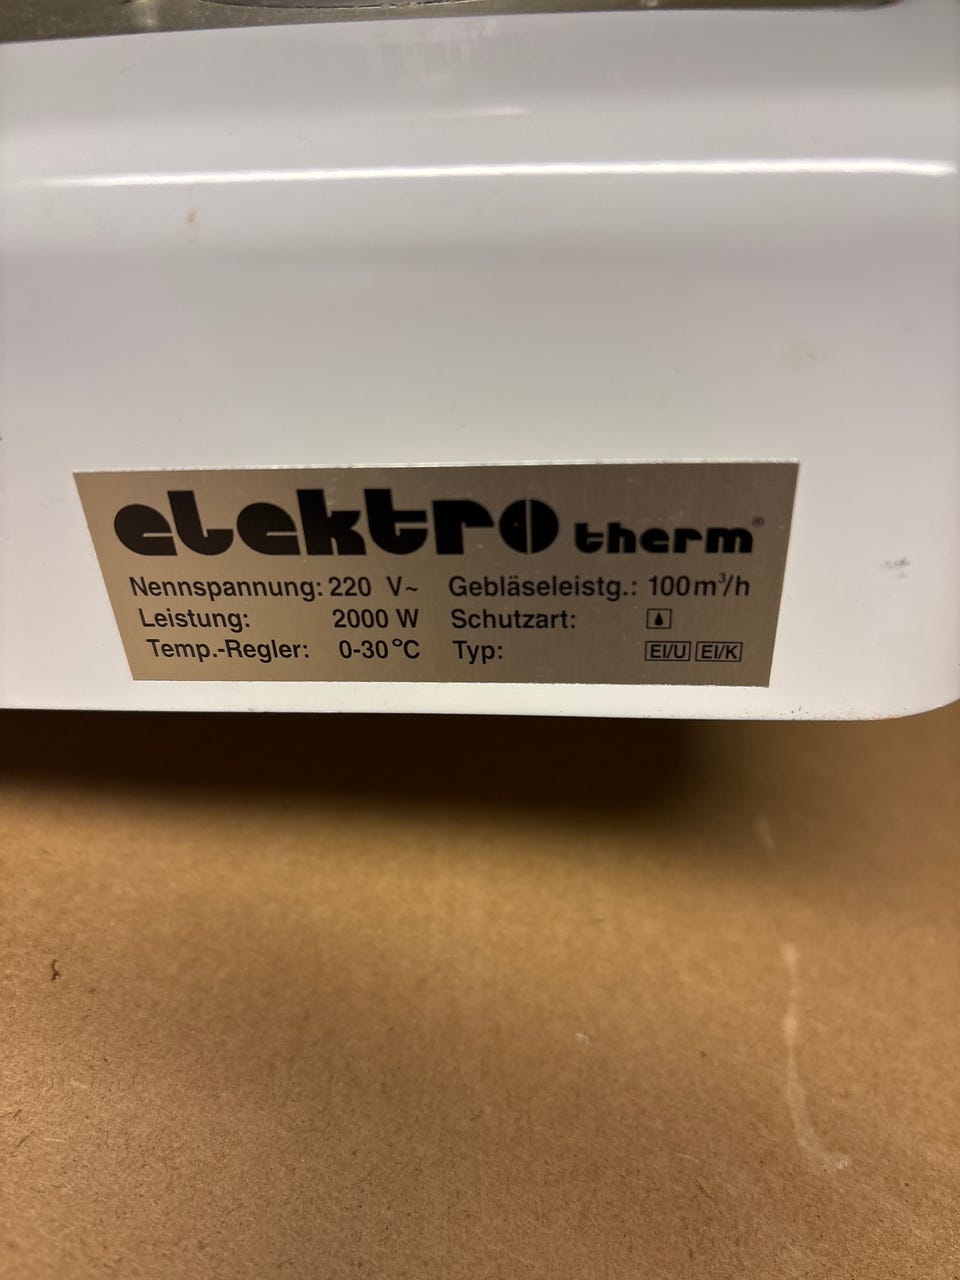 elektro therm®
Nennspannung: 220 V~ Gebläseleistg.: 100 m³/h
Leistung: 2000 W Schutzart:
Temp.-Regler: 0-30 °C Typ: EI/U EI/K